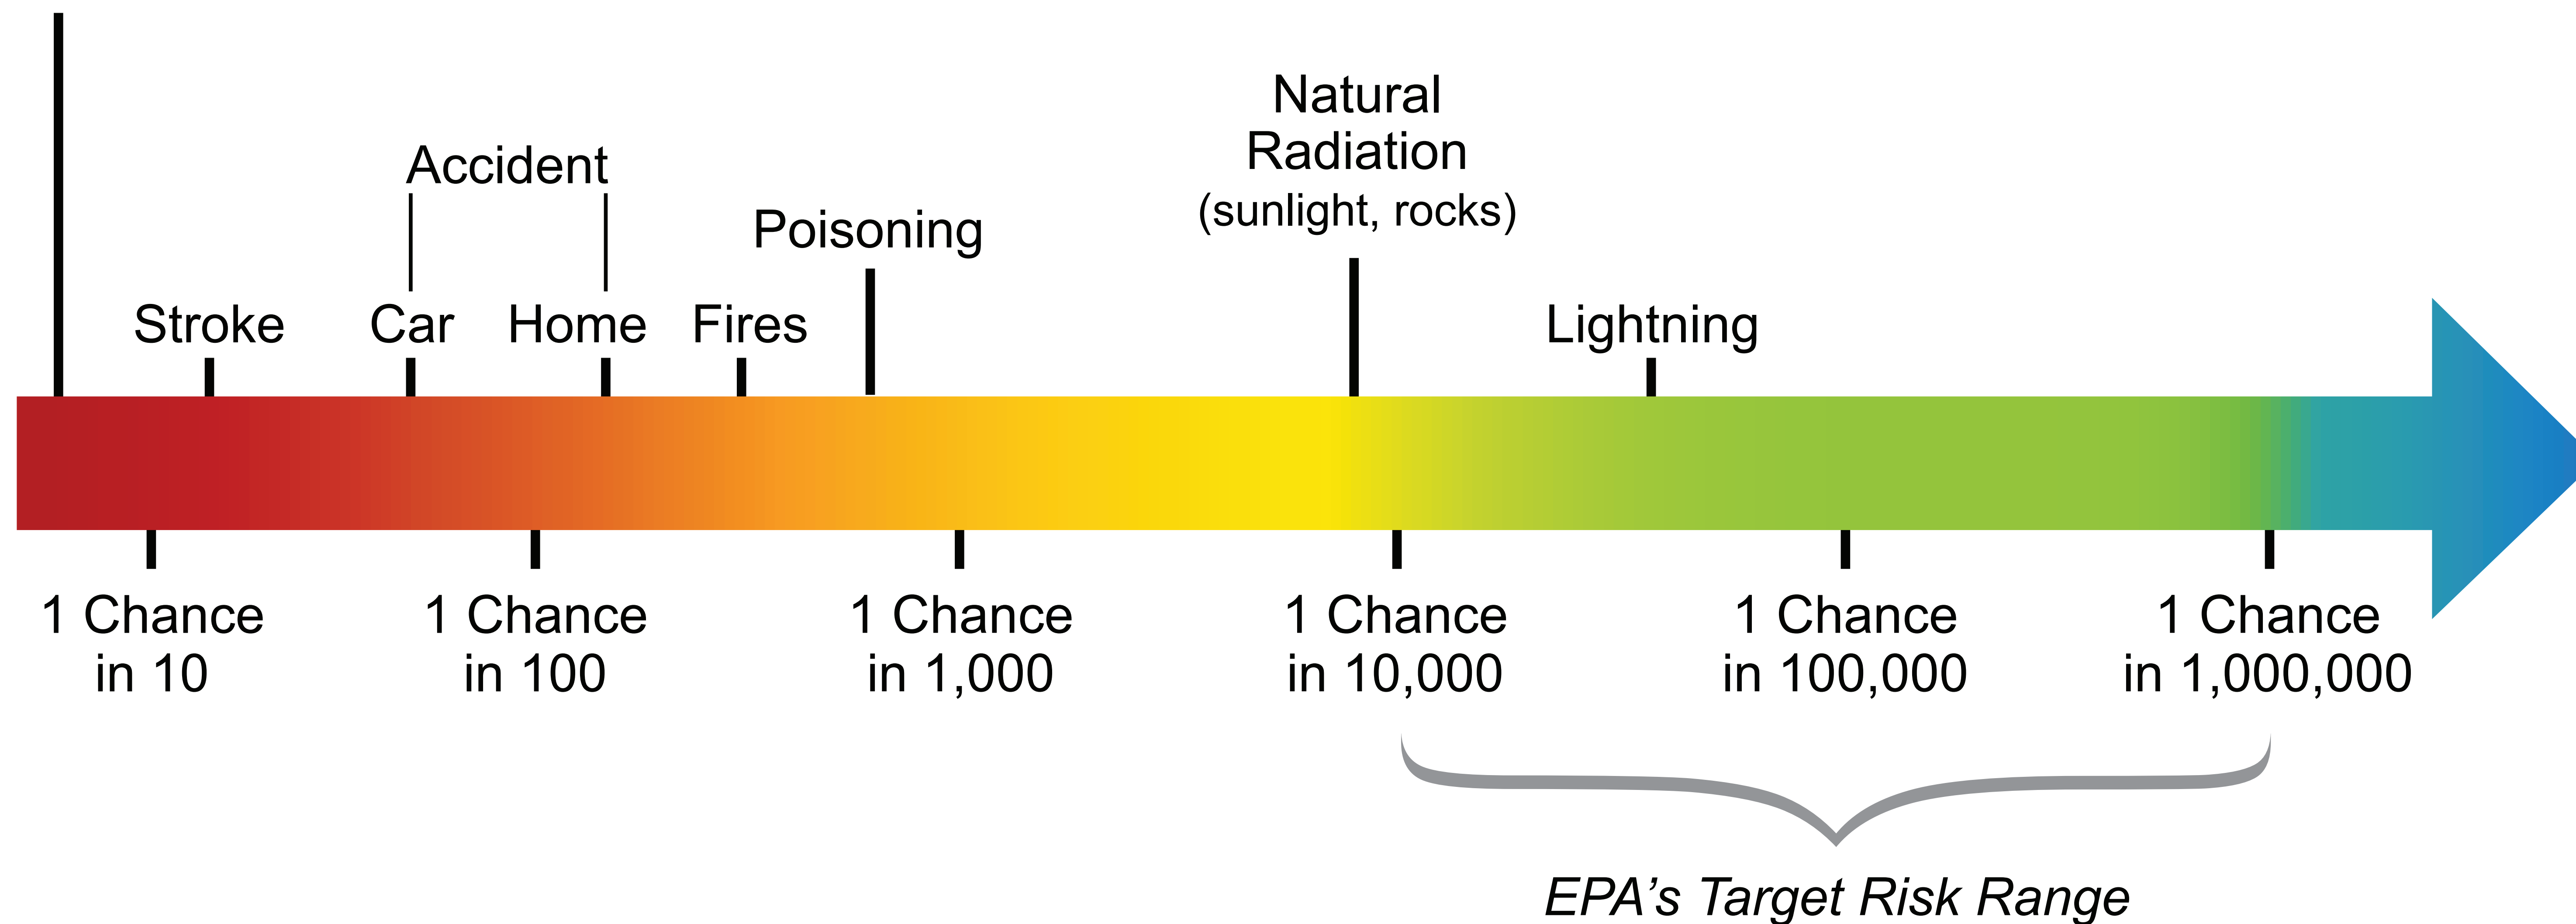 Natural
Radiation
(sunlight, rocks)
Accident
Poisoning
Stroke
Car
Home
Fires
Lightning
1 Chance
in 10
1 Chance
in 100
1 Chance
in 1,000
1 Chance
in 10,000
1 Chance
in 100,000
1 Chance
in 1,000,000
EPA’s Target Risk Range